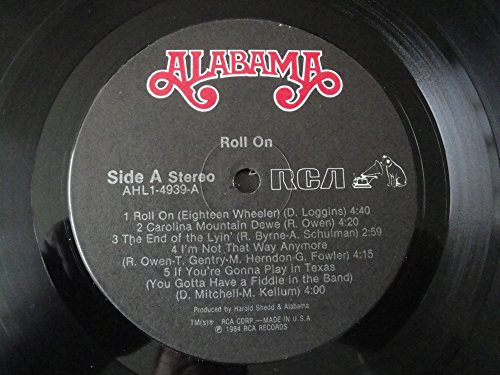 ALABAMA
Roll On
Side A Stereo
AHL1-4939-A
RCA
1 Roll On (Eighteen Wheeler) (D. Loggins) 4:40
2 Carolina Mountain Dewe (R. Owen) 4:20
3 The End of the Lyin' (R. Byrne-A. Schulman) 2:59
4 I'm Not That Way Anymore
(R. Owen-T. Gentry-M. Herndon-G. Fowler) 4:15
5 If You're Gonna Play in Texas
(You Gotta Have a Fiddle in the Band)
(D. Mitchell-M. Kellum) 4:00
Produced by Harold Shedd & Alabama
TM(s)® RCA CORP.—MADE IN U.S.A.
℗ 1984 RCA RECORDS